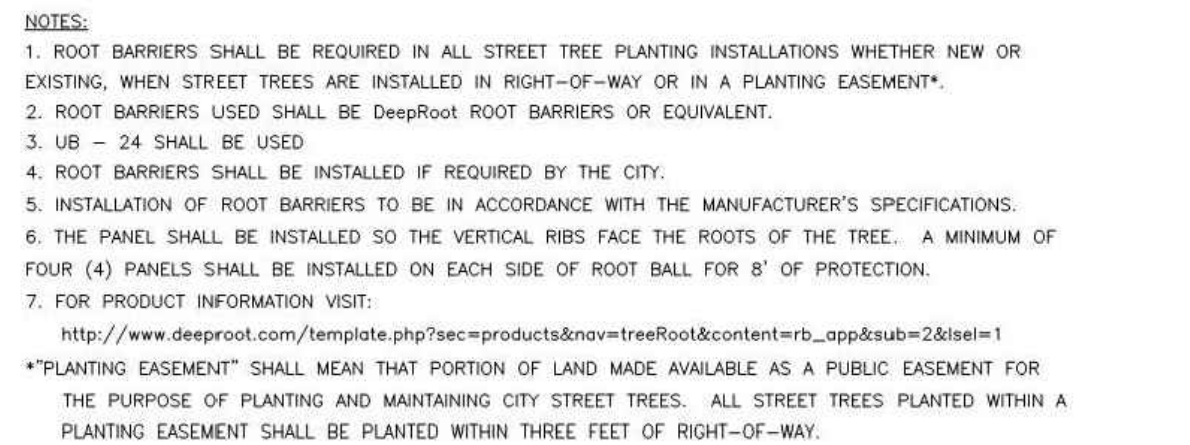 NOTES:
1. ROOT BARRIERS SHALL BE REQUIRED IN ALL STREET TREE PLANTING INSTALLATIONS WHETHER NEW OR
EXISTING, WHEN STREET TREES ARE INSTALLED IN RIGHT-OF-WAY OR IN A PLANTING EASEMENT*.
2. ROOT BARRIERS USED SHALL BE DeepRoot ROOT BARRIERS OR EQUIVALENT.
3. UB - 24 SHALL BE USED
4. ROOT BARRIERS SHALL BE INSTALLED IF REQUIRED BY THE CITY.
5. INSTALLATION OF ROOT BARRIERS TO BE IN ACCORDANCE WITH THE MANUFACTURER'S SPECIFICATIONS.
6. THE PANEL SHALL BE INSTALLED SO THE VERTICAL RIBS FACE THE ROOTS OF THE TREE. A MINIMUM OF
FOUR (4) PANELS SHALL BE INSTALLED ON EACH SIDE OF ROOT BALL FOR 8' OF PROTECTION.
7. FOR PRODUCT INFORMATION VISIT:
http://www.deeproot.com/template.php?sec=products&nav=treeRoot&content=rb_app&sub=2&lsel=1
*"PLANTING EASEMENT" SHALL MEAN THAT PORTION OF LAND MADE AVAILABLE AS A PUBLIC EASEMENT FOR
THE PURPOSE OF PLANTING AND MAINTAINING CITY STREET TREES. ALL STREET TREES PLANTED WITHIN A
PLANTING EASEMENT SHALL BE PLANTED WITHIN THREE FEET OF RIGHT-OF-WAY.